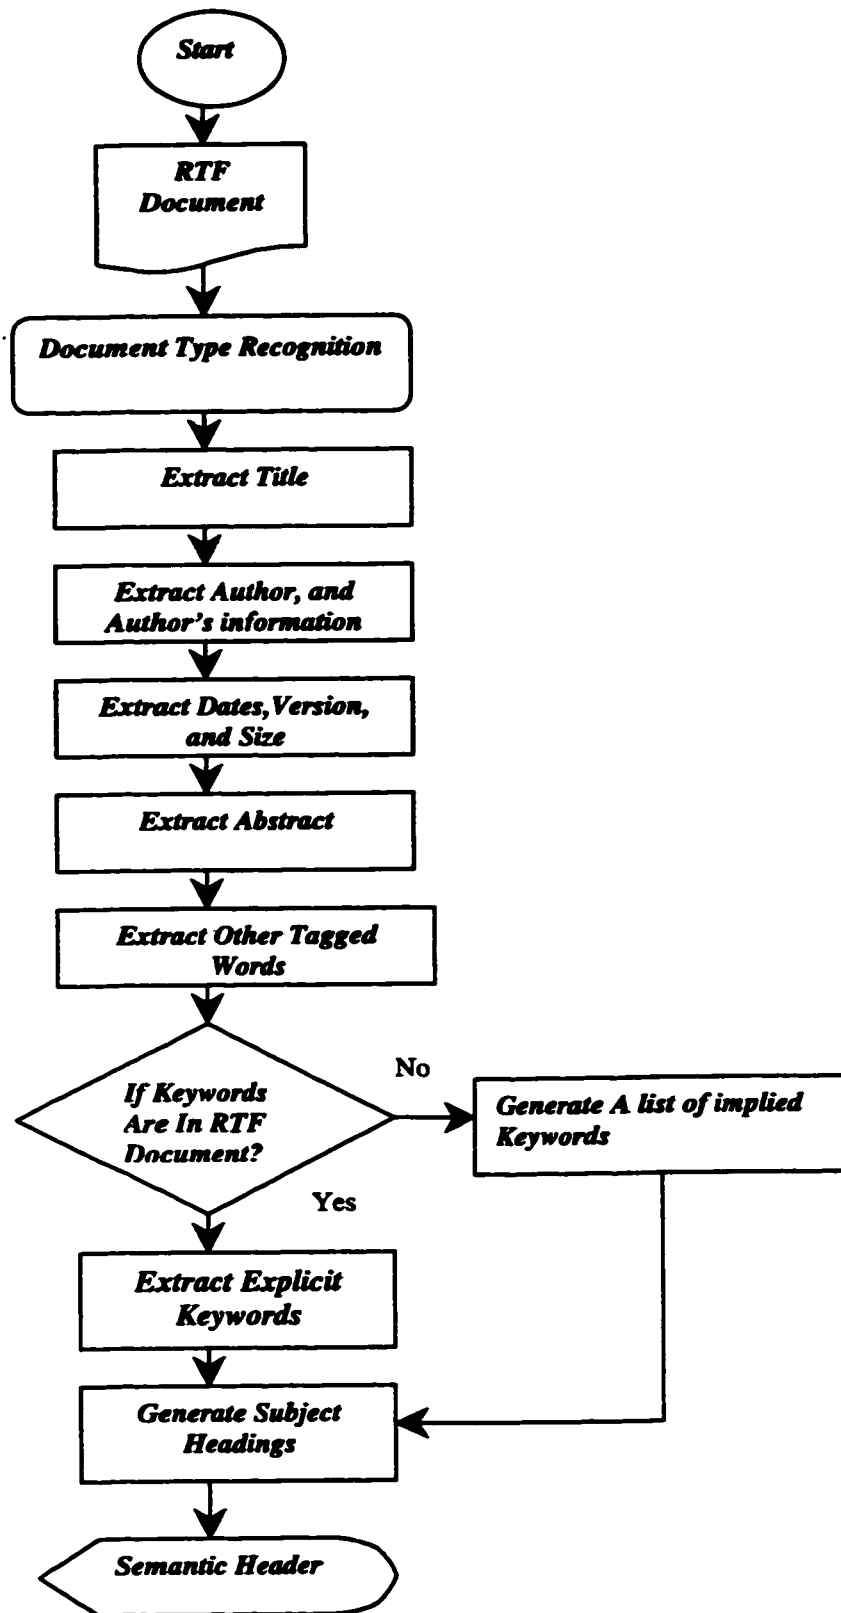 Start
RTF
Document
Document Type Recognition
Extract Title
Extract Author, and
Author's information
Extract Dates,Version,
and Size
Extract Abstract
Extract Other Tagged
Words
If Keywords
Are In RTF
Document?
No
Generate A list of implied
Keywords
Yes
Extract Explicit
Keywords
Generate Subject
Headings
Semantic Header